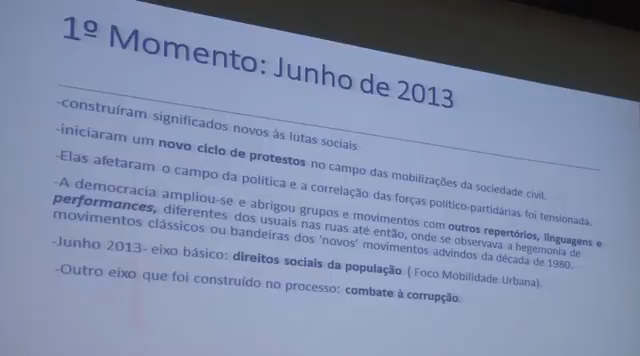 1º Momento: Junho de 2013
-construíram significados novos às lutas sociais
-iniciaram um novo ciclo de protestos no campo das mobilizações da sociedade civil.
-Elas afetaram o campo da política e a correlação das forças político-partidárias foi tensionada.
-A democracia ampliou-se e abrigou grupos e movimentos com outros repertórios, linguagens e
performances, diferentes dos usuais nas ruas até então, onde se observava a hegemonia de
movimentos clássicos ou bandeiras dos 'novos' movimentos advindos da década de 1980.
-Junho 2013- eixo básico: direitos sociais da população ( Foco Mobilidade Urbana).
-Outro eixo que foi construído no processo: combate à corrupção.